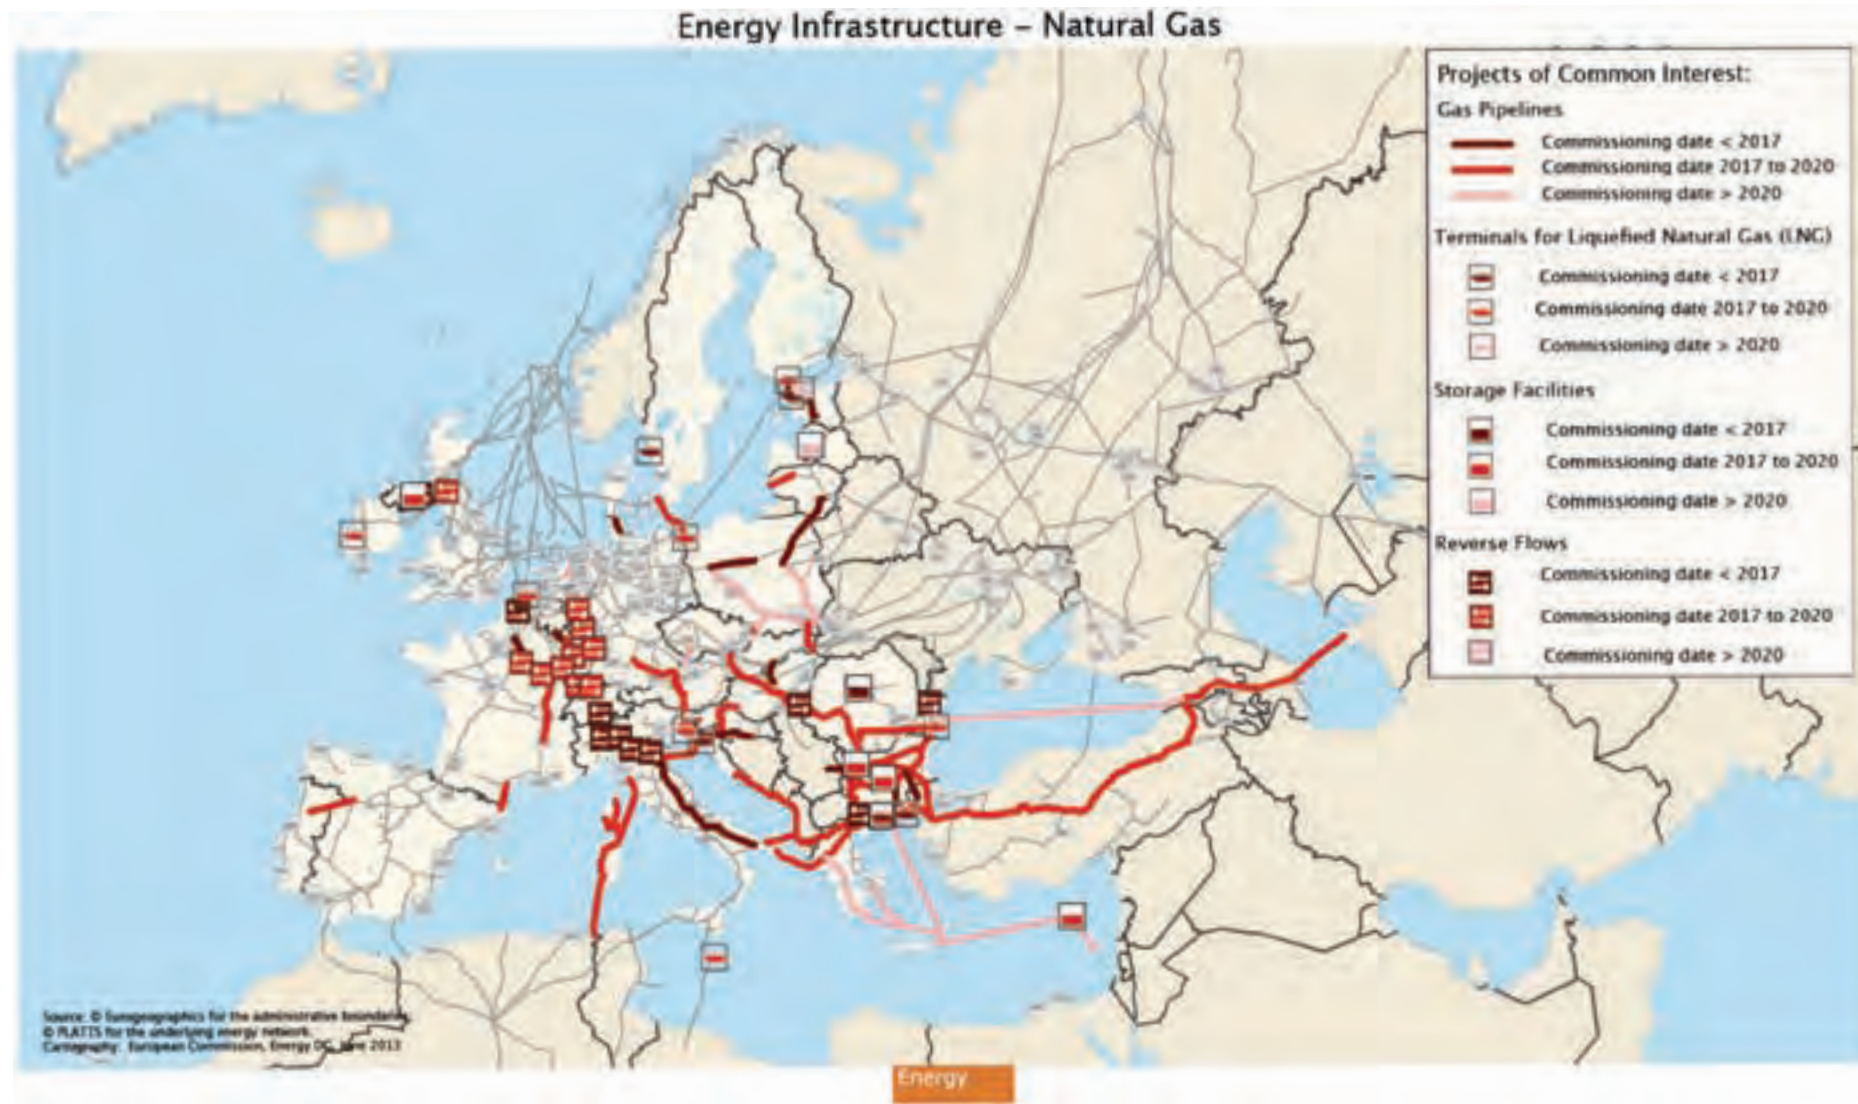 Energy Infrastructure – Natural Gas
Projects of Common Interest:
Gas Pipelines
Commissioning date < 2017
Commissioning date 2017 to 2020
Commissioning date > 2020
Terminals for Liquefied Natural Gas (LNG)
Commissioning date < 2017
Commissioning date 2017 to 2020
Commissioning date > 2020
Storage Facilities
Commissioning date < 2017
Commissioning date 2017 to 2020
Commissioning date > 2020
Reverse Flows
Commissioning date < 2017
Commissioning date 2017 to 2020
Commissioning date > 2020
Source: © Eurogeographics for the administrative boundaries
© PLATTS for the underlying energy network
Cartography: European Commission, Energy DG, June 2013
Energy